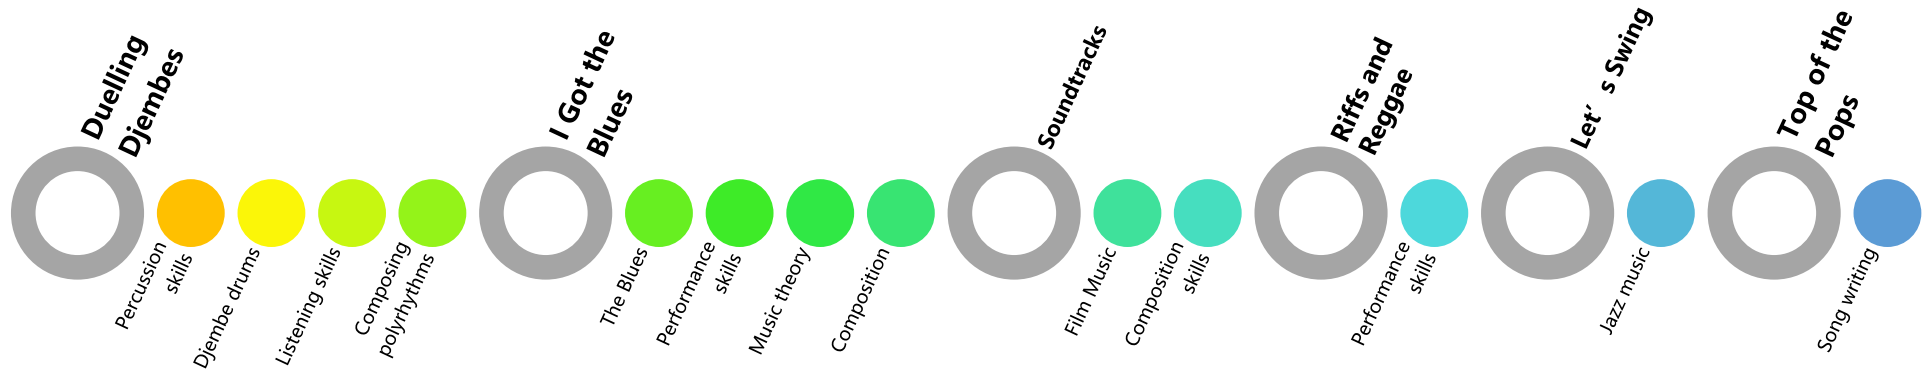 Duelling
Djembes
Percussion
skills
Djembe drums
Listening skills
Composing
polyrhythms
I Got the
Blues
The Blues
Performance
skills
Music theory
Composition
Soundtracks
Film Music
Composition
skills
Riffs and
Reggae
Performance
skills
Let’s Swing
Jazz music
Top of the
Pops
Song writing